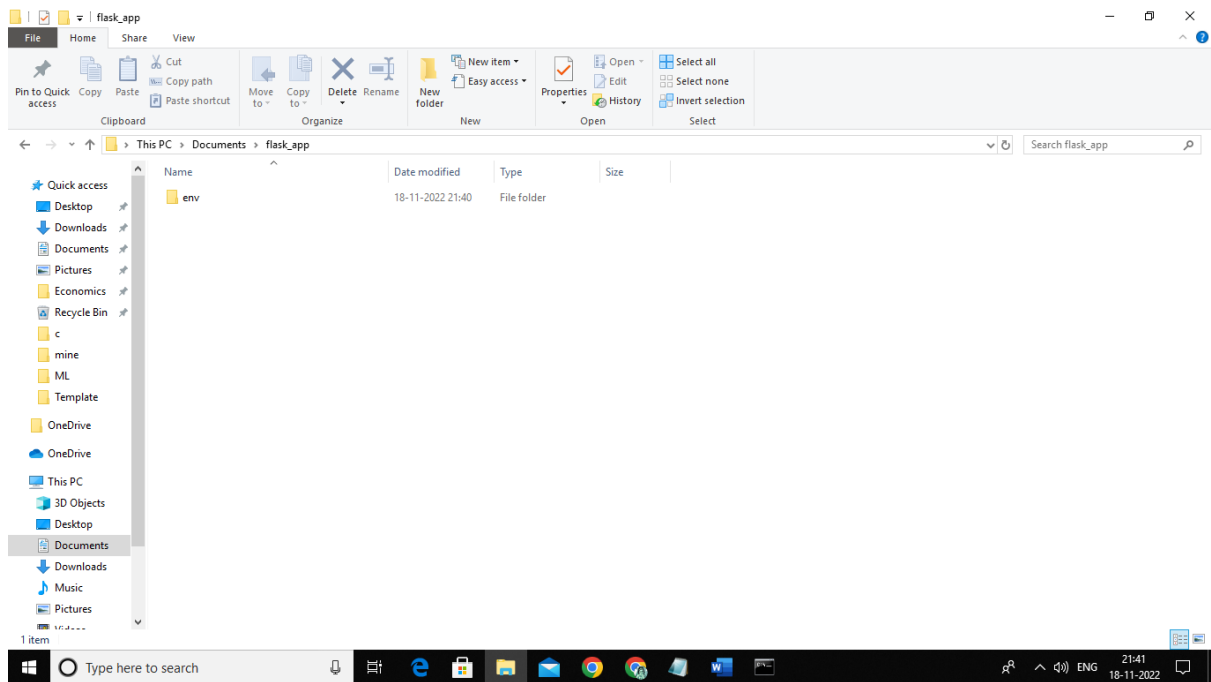 flask_app
File Home Share View
Pin to Quick access
Copy
Paste
Cut
Copy path
Paste shortcut
Clipboard
Move to
Copy to
Delete
Rename
Organize
New folder
New item
Easy access
New
Properties
Open
Edit
History
Open
Select all
Select none
Invert selection
Select
This PC > Documents > flask_app
Search flask_app
Name Date modified Type Size
env 18-11-2022 21:40 File folder
Quick access
Desktop
Downloads
Documents
Pictures
Economics
Recycle Bin
c
mine
ML
Template
OneDrive
OneDrive
This PC
3D Objects
Desktop
Documents
Downloads
Music
Pictures
1 item
Type here to search
ENG
21:41
18-11-2022